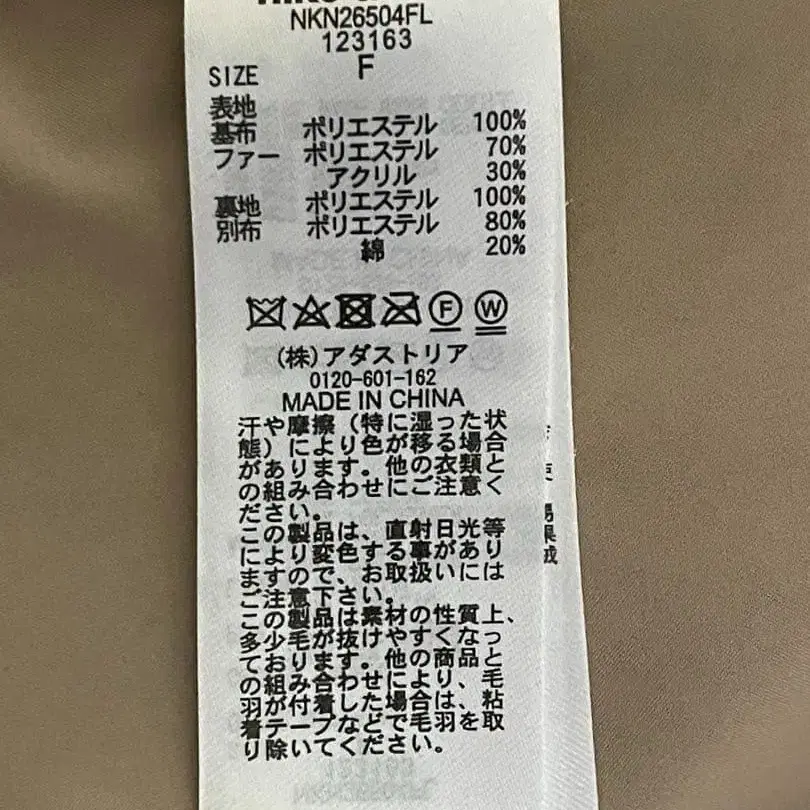 NKN26504FL
123163
SIZE F
表地
基布 ポリエステル 100%
ファー ポリエステル 70%
アクリル 30%
裏地 ポリエステル 100%
別布 ポリエステル 80%
綿 20%
F W
(株)アダストリア
0120-601-162
MADE IN CHINA
汗や摩擦（特に湿った状
態）により色が移る場合
があります。他の衣類と
の組み合わせにご注意く
ださい。
この製品は、直射日光等
により変色する事があり
ますので、お取扱いには
ご注意下さい。
この製品は素材の性質上、
多少毛が抜けやすくなっ
ております。他の商品と
の組み合わせにより、毛
羽が付着した場合は、粘
着テープなどで毛羽を取
り除いてください。